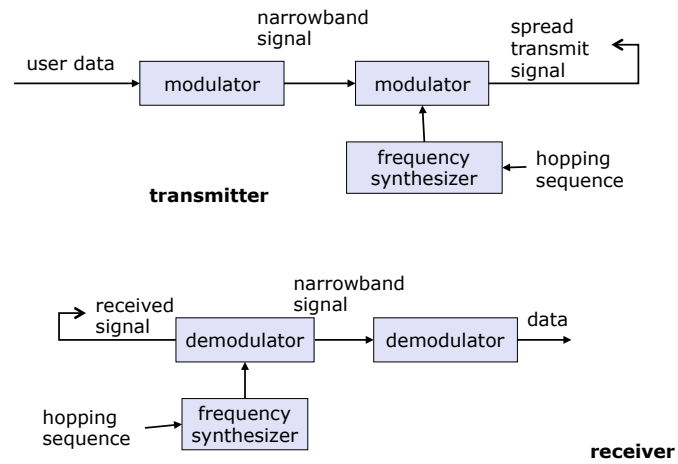 narrowband
signal
spread
transmit
signal
user data
modulator
modulator
frequency
synthesizer
hopping
sequence
transmitter
received
signal
narrowband
signal
data
demodulator
demodulator
hopping
sequence
frequency
synthesizer
receiver